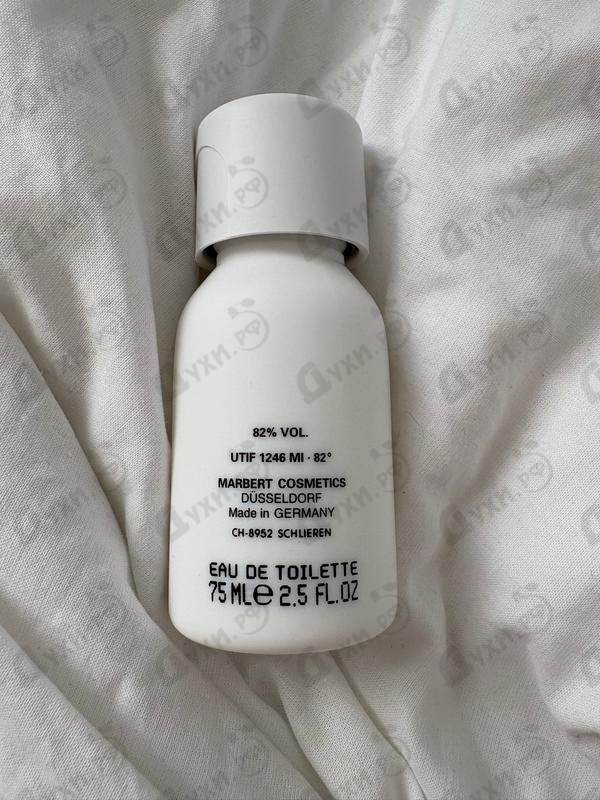 82% VOL.
UTIF 1246 MI · 82°
MARBERT COSMETICS
DÜSSELDORF
Made in GERMANY
CH-8952 SCHLIEREN
EAU DE TOILETTE
75 ML℮ 2.5 FL.OZ
Духи.рф